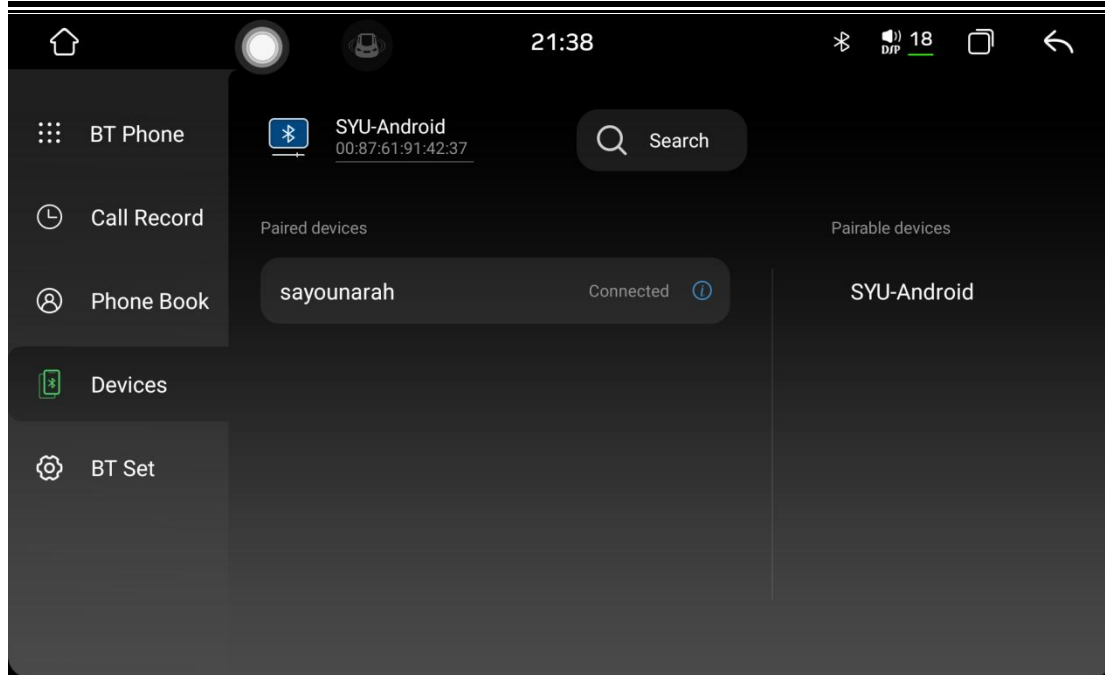 21:38
D/P 18
BT Phone
Call Record
Phone Book
Devices
BT Set
SYU-Android
00:87:61:91:42:37
Search
Paired devices
sayounarah Connected
Pairable devices
SYU-Android